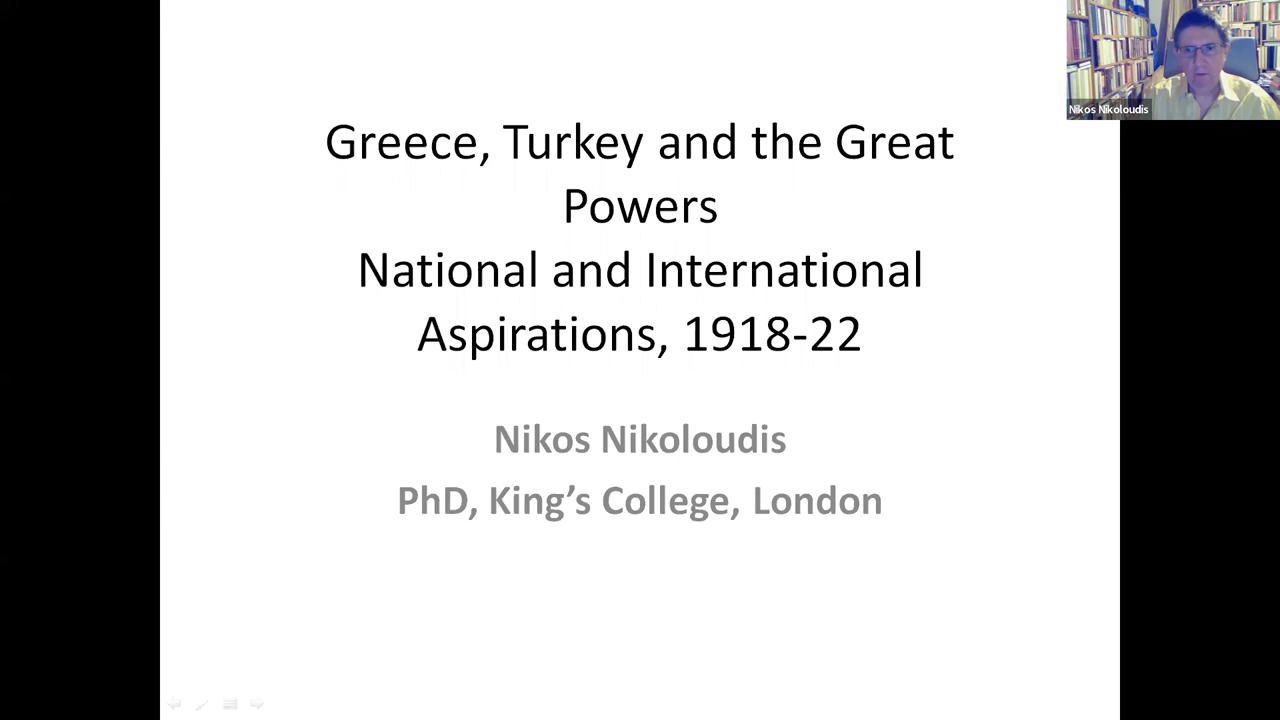 Nikos Nikoloudis
Greece, Turkey and the Great
Powers
National and International
Aspirations, 1918-22
Nikos Nikoloudis
PhD, King’s College, London